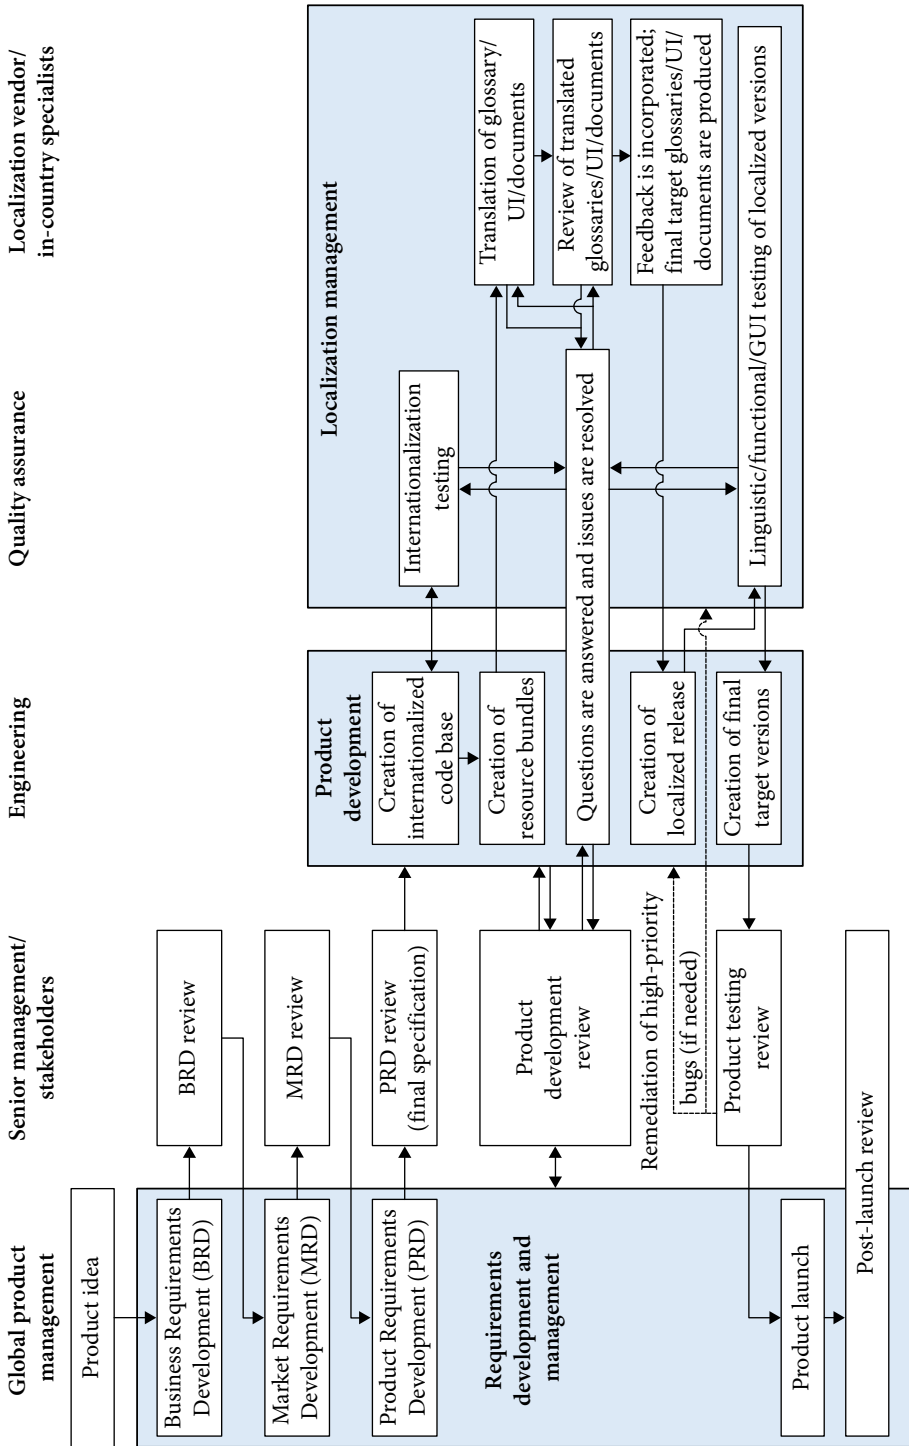 Global product
management
Senior management/
stakeholders
Engineering
Quality assurance
Localization vendor/
in-country specialists
Product idea
Business Requirements
Development (BRD)
BRD review
Market Requirements
Development (MRD)
MRD review
Product Requirements
Development (PRD)
PRD review
(final specification)
Requirements
development and
management
Product
development
review
Remediation of high-priority
bugs (if needed)
Product testing
review
Product launch
Post-launch review
Product
development
Creation of
internationalized
code base
Creation of
resource bundles
Questions are answered and issues are resolved
Creation of
localized release
Creation of final
target versions
Localization management
Internationalization
testing
Translation of glossary/
UI/documents
Review of translated
glossaries/UI/documents
Feedback is incorporated;
final target glossaries/UI/
documents are produced
Linguistic/functional/GUI testing of localized versions